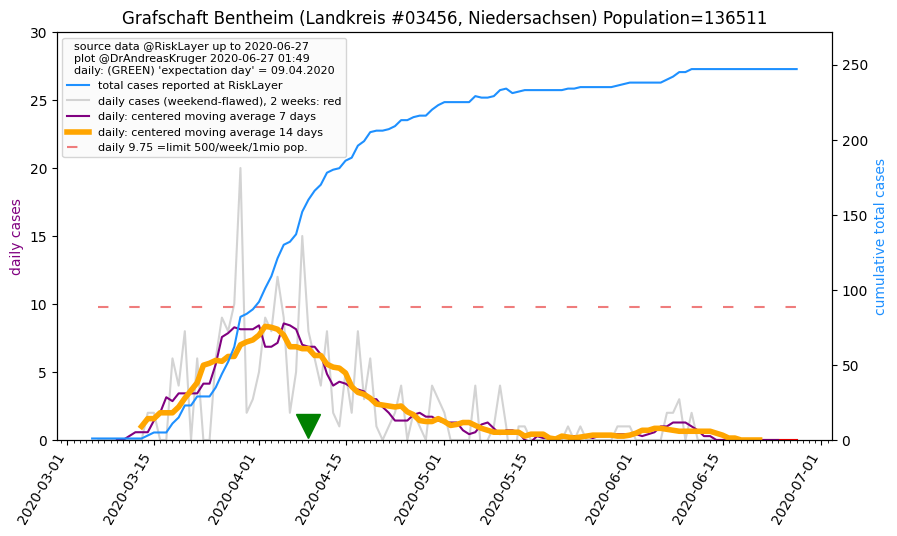 Grafschaft Bentheim (Landkreis #03456, Niedersachsen) Population=136511
source data @RiskLayer up to 2020-06-27
plot @DrAndreasKruger 2020-06-27 01:49
daily: (GREEN) 'expectation day' = 09.04.2020
total cases reported at RiskLayer
daily cases (weekend-flawed), 2 weeks: red
daily: centered moving average 7 days
daily: centered moving average 14 days
daily 9.75 =limit 500/week/1mio pop.
daily cases
30
25
20
15
10
5
0
cumulative total cases
250
200
150
100
50
0
2020-03-01
2020-03-15
2020-04-01
2020-04-15
2020-05-01
2020-05-15
2020-06-01
2020-06-15
2020-07-01